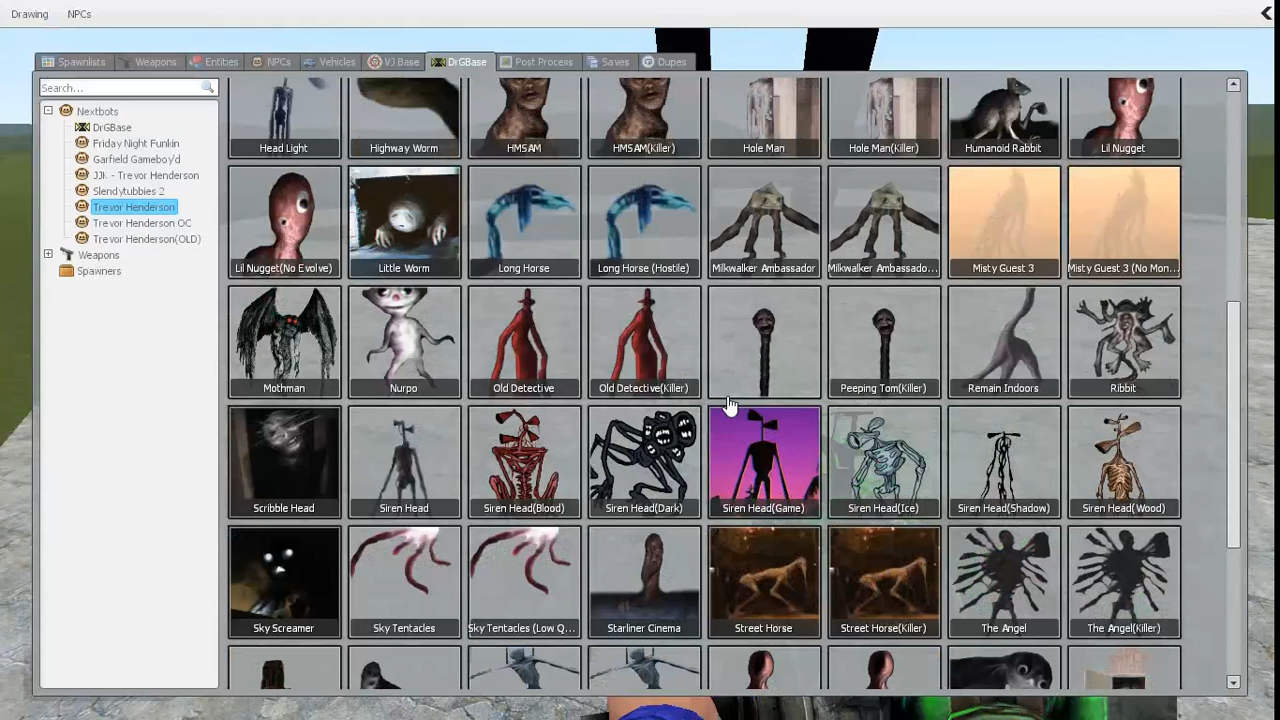 Drawing NPCs
Spawnlists Weapons Entities NPCs Vehicles VJ Base DrGBase Post Process Saves Dupes
Search...
Nextbots
DrGBase
Friday Night Funkin
Garfield Gameboy'd
JJK - Trevor Henderson
Slendytubbies 2
Trevor Henderson
Trevor Henderson OC
Trevor Henderson(OLD)
Weapons
Spawners
Head Light Highway Worm HMSAM HMSAM(Killer) Hole Man Hole Man(Killer) Humanoid Rabbit Lil Nugget
Lil Nugget(No Evolve) Little Worm Long Horse Long Horse (Hostile) Milkwalker Ambassador Milkwalker Ambassado... Misty Guest 3 Misty Guest 3 (No Mon...
Mothman Nurpo Old Detective Old Detective(Killer) Peeping Tom(Killer) Remain Indoors Ribbit
Scribble Head Siren Head Siren Head(Blood) Siren Head(Dark) Siren Head(Game) Siren Head(Ice) Siren Head(Shadow) Siren Head(Wood)
Sky Screamer Sky Tentacles Sky Tentacles (Low Q... Starliner Cinema Street Horse Street Horse(Killer) The Angel The Angel(Killer)